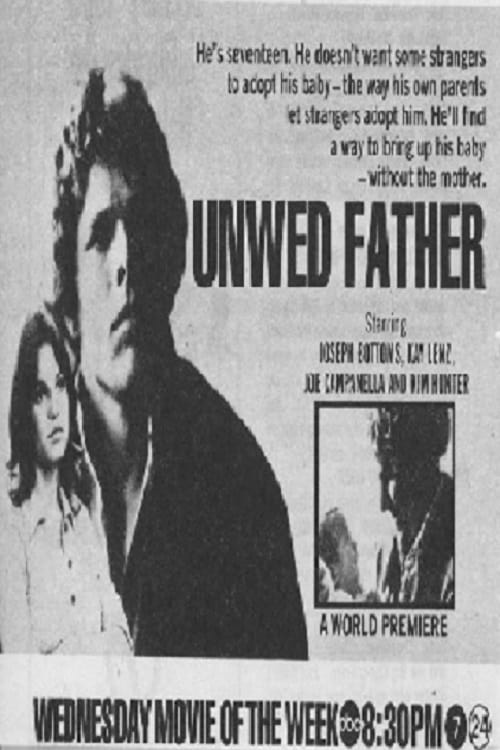 He's seventeen. He doesn't want some strangers
to adopt his baby – the way his own parents
let strangers adopt him. He'll find
a way to bring up his baby
– without the mother.
UNWED FATHER
Starring
JOSEPH BOTTOMS, KAY LENZ,
JOE CAMPANELLA AND KIM HUNTER
A WORLD PREMIERE
WEDNESDAY MOVIE OF THE WEEK abc 8:30PM 7 24